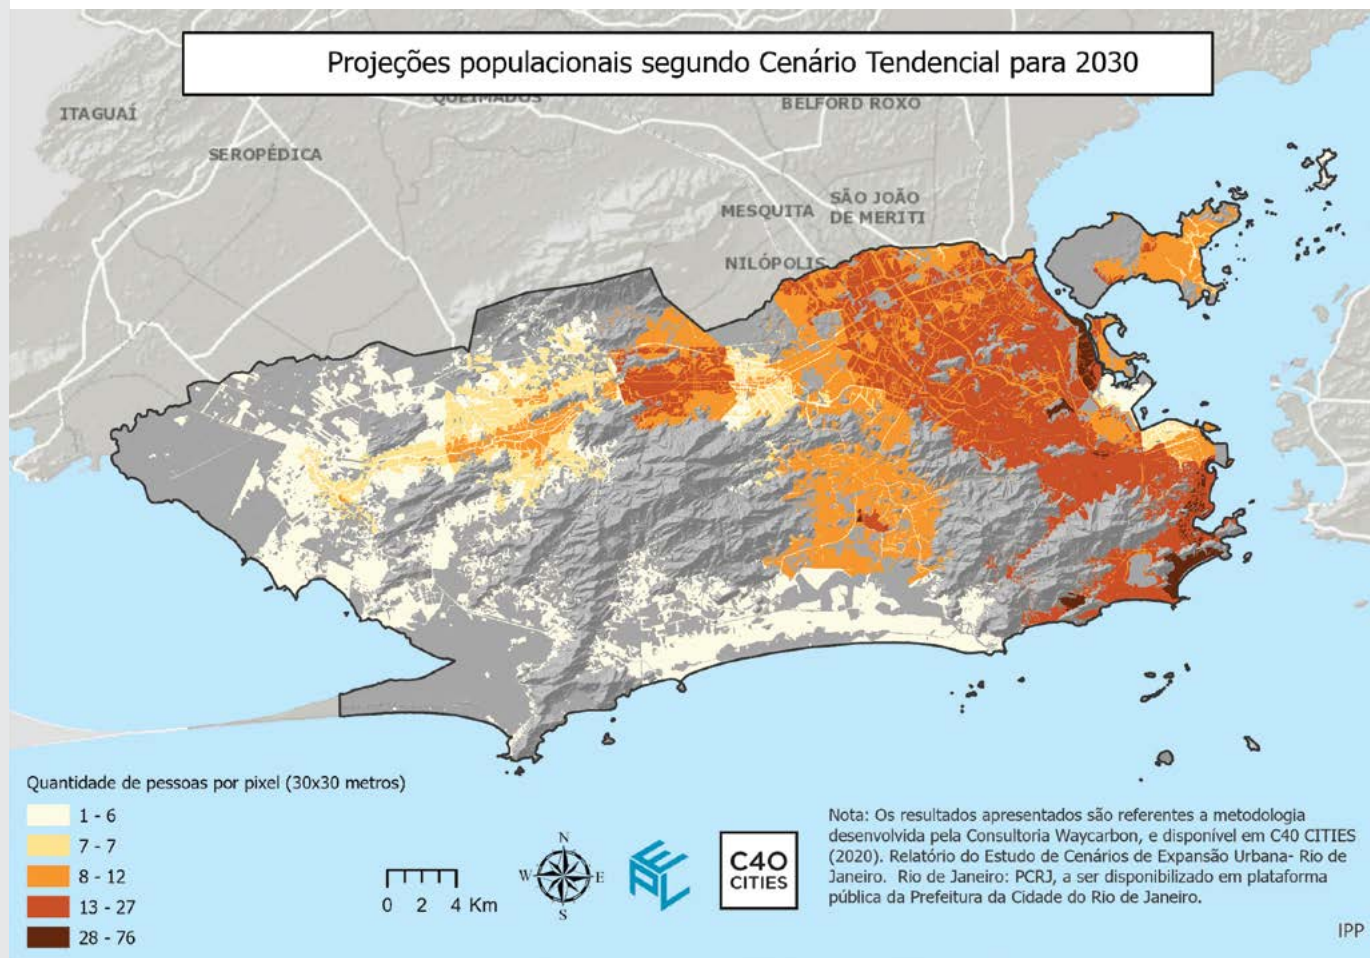 Projeções populacionais segundo Cenário Tendencial para 2030
ITAGUAÍ
QUEIMADOS
BELFORD ROXO
SEROPÉDICA
MESQUITA
SÃO JOÃO
DE MERITI
NILÓPOLIS
Quantidade de pessoas por pixel (30x30 metros)
1 - 6
7 - 7
8 - 12
13 - 27
28 - 76
0 2 4 Km
N
W E
S
EPL
C40
CITIES
Nota: Os resultados apresentados são referentes a metodologia
desenvolvida pela Consultoria Waycarbon, e disponível em C40 CITIES
(2020). Relatório do Estudo de Cenários de Expansão Urbana- Rio de
Janeiro. Rio de Janeiro: PCRJ, a ser disponibilizado em plataforma
pública da Prefeitura da Cidade do Rio de Janeiro.
IPP